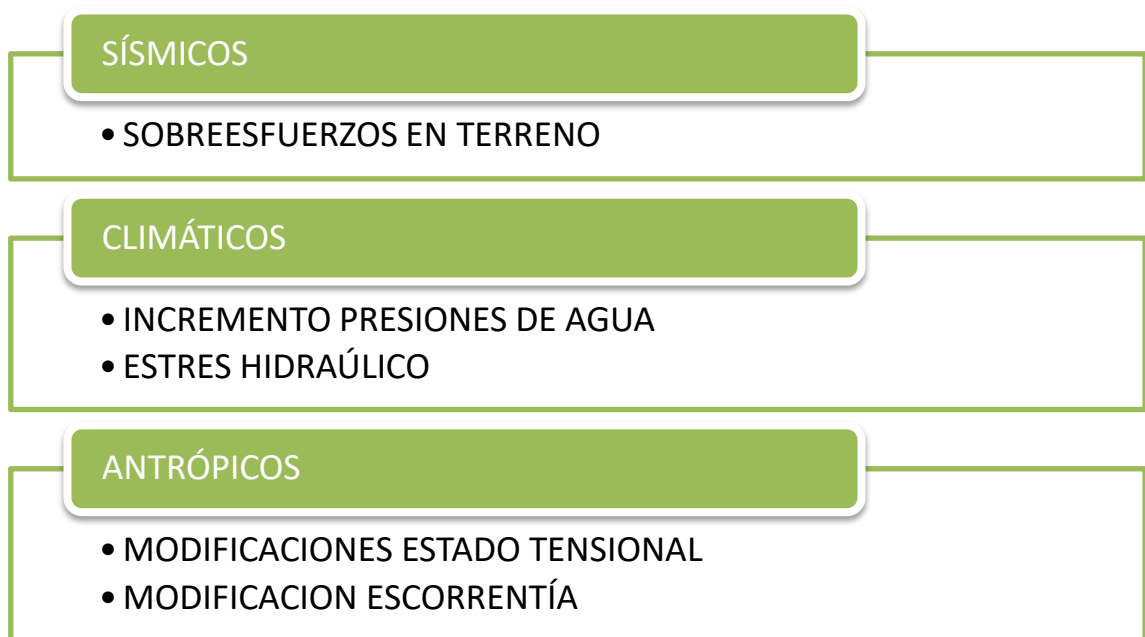 SÍSMICOS
• SOBREESFUERZOS EN TERRENO
CLIMÁTICOS
• INCREMENTO PRESIONES DE AGUA
• ESTRES HIDRAÚLICO
ANTRÓPICOS
• MODIFICACIONES ESTADO TENSIONAL
• MODIFICACION ESCORRENTÍA